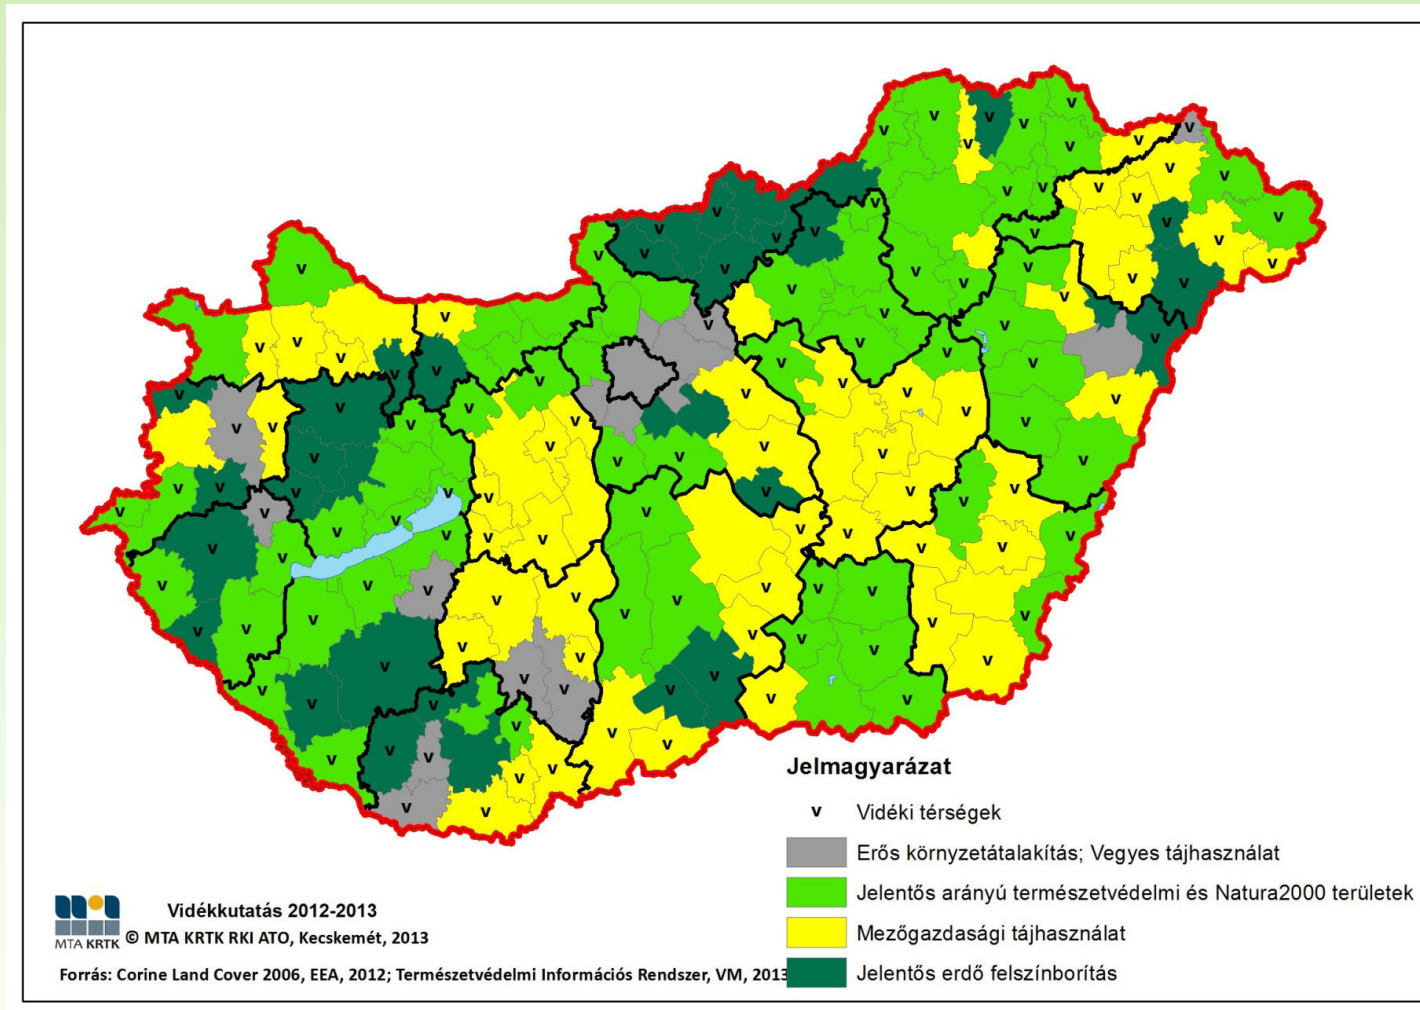 Jelmagyarázat
v Vidéki térségek
Erős környzetátalakítás; Vegyes tájhasználat
Jelentős arányú természetvédelmi és Natura2000 területek
Mezőgazdasági tájhasználat
Jelentős erdő felszínborítás
MTA KRTK
Vidékkutatás 2012-2013
© MTA KRTK RKI ATO, Kecskemét, 2013
Forrás: Corine Land Cover 2006, EEA, 2012; Természetvédelmi Információs Rendszer, VM, 2013